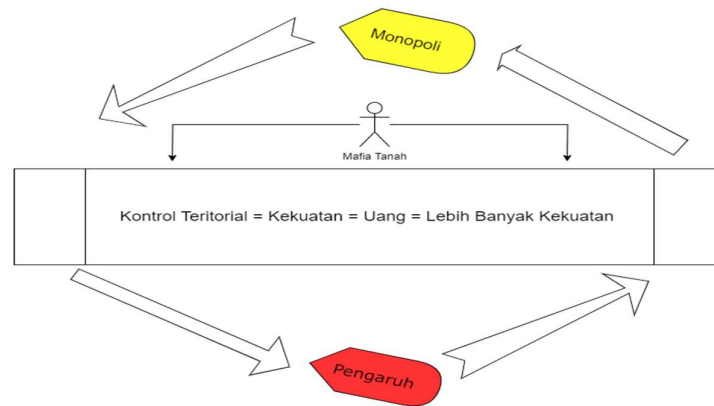 Monopoli
Mafia Tanah
Kontrol Teritorial = Kekuatan = Uang = Lebih Banyak Kekuatan
Pengaruh